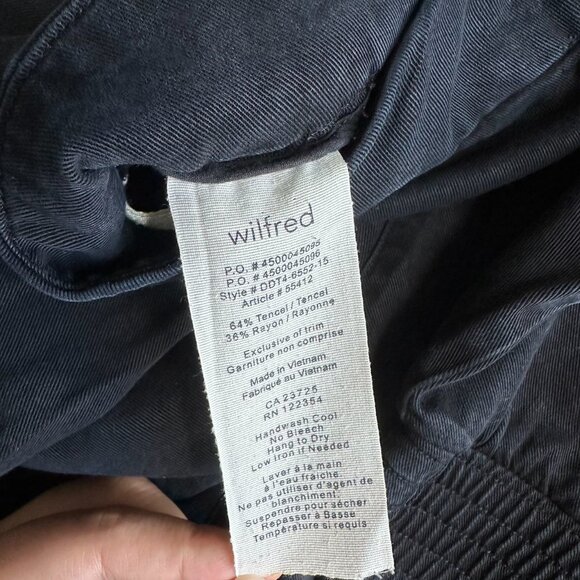 wilfred
P.O. # 4500045095
P.O. # 4500045096
Style # DDT4-6552-15
Article # 55412
64% Tencel / Tencel
36% Rayon / Rayonne
Exclusive of trim
Garniture non comprise
Made in Vietnam
Fabriqué au Vietnam
CA 23725
RN 122354
Handwash Cool
No Bleach
Hang to Dry
Low Iron if Needed
Laver à la main
à l'eau fraiche.
Ne pas utiliser d'agent de
blanchiment.
Suspendre pour sécher
Repasser à Basse
Température si requis